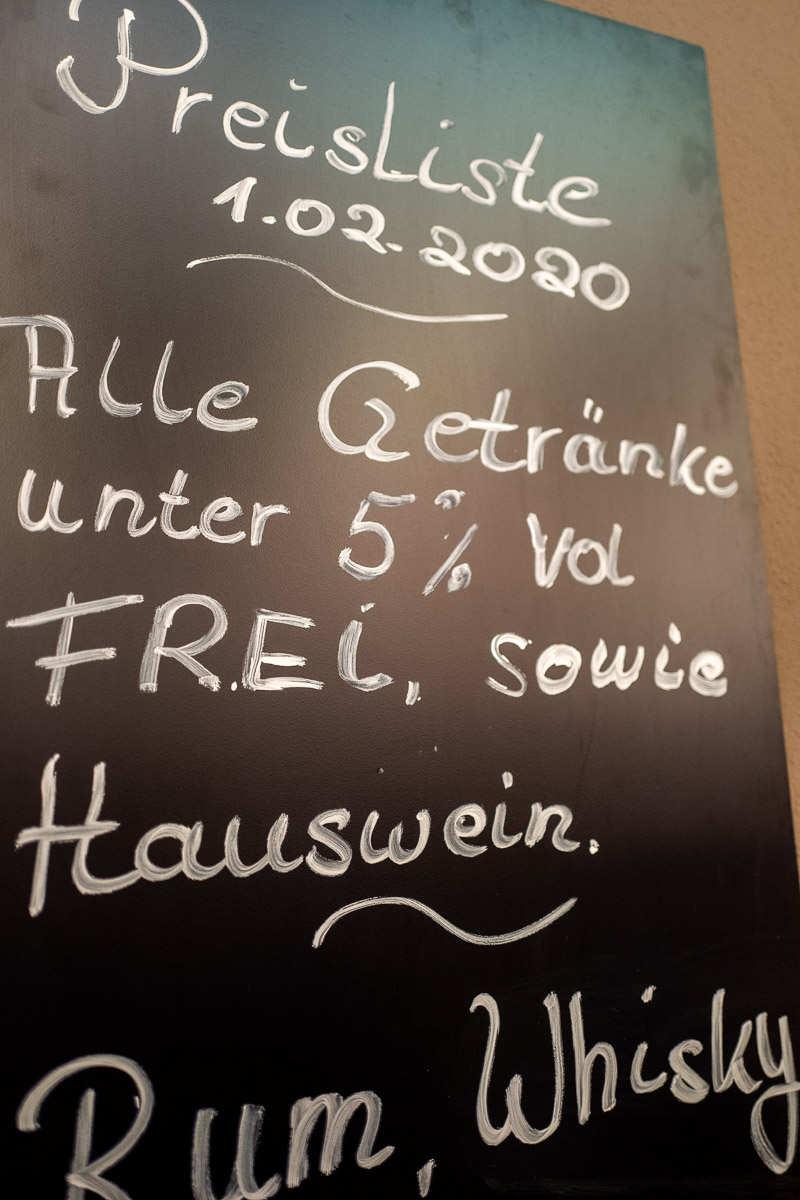 Preisliste
1.02.2020
Alle Getränke
unter 5% Vol
FREi, sowie
Hauswein.
Rum, Whisky